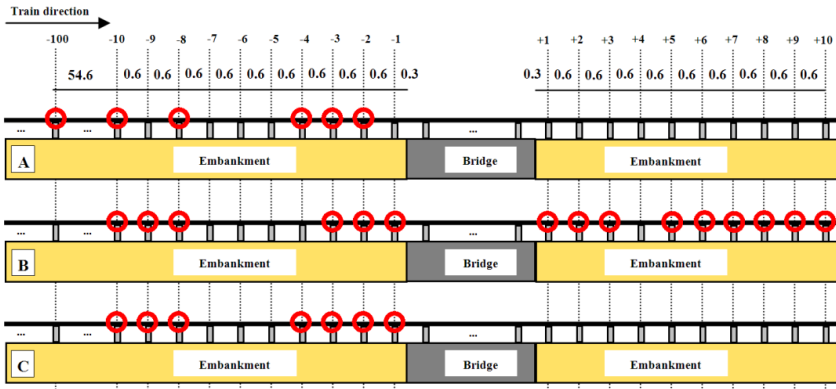 Train direction
-100 -10 -9 -8 -7 -6 -5 -4 -3 -2 -1 +1 +2 +3 +4 +5 +6 +7 +8 +9 +10
54.6 0.6 0.6 0.6 0.6 0.6 0.6 0.6 0.6 0.6 0.3 0.3 0.6 0.6 0.6 0.6 0.6 0.6 0.6 0.6 0.6
... ... ...
A Embankment Bridge Embankment
... ... ...
B Embankment Bridge Embankment
... ... ...
C Embankment Bridge Embankment